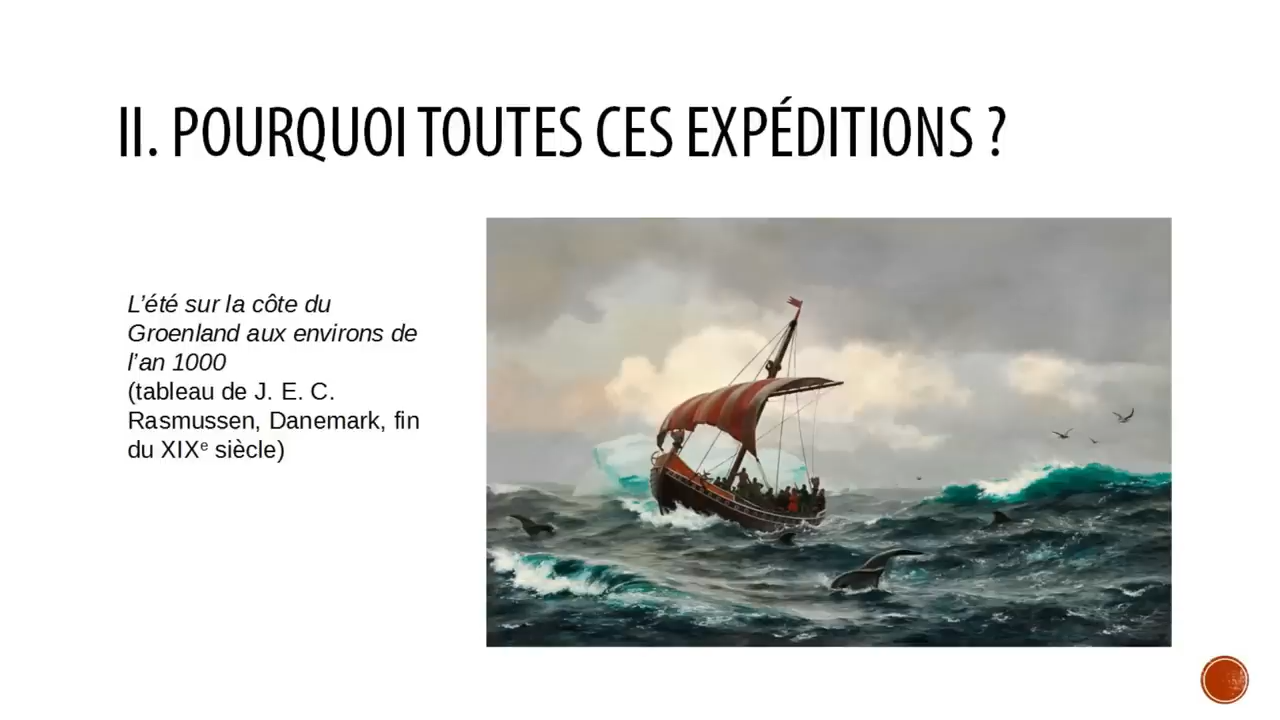 II. POURQUOI TOUTES CES EXPÉDITIONS ?
L’été sur la côte du
Groenland aux environs de
l’an 1000
(tableau de J. E. C.
Rasmussen, Danemark, fin
du XIXᵉ siècle)